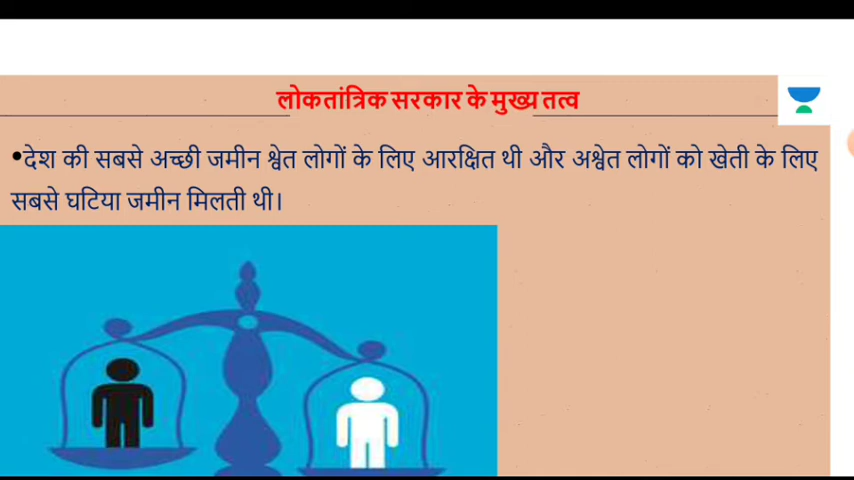 लोकतांत्रिक सरकार के मुख्य तत्व
•देश की सबसे अच्छी जमीन श्वेत लोगों के लिए आरक्षित थी और अश्वेत लोगों को खेती के लिए
सबसे घटिया जमीन मिलती थी।